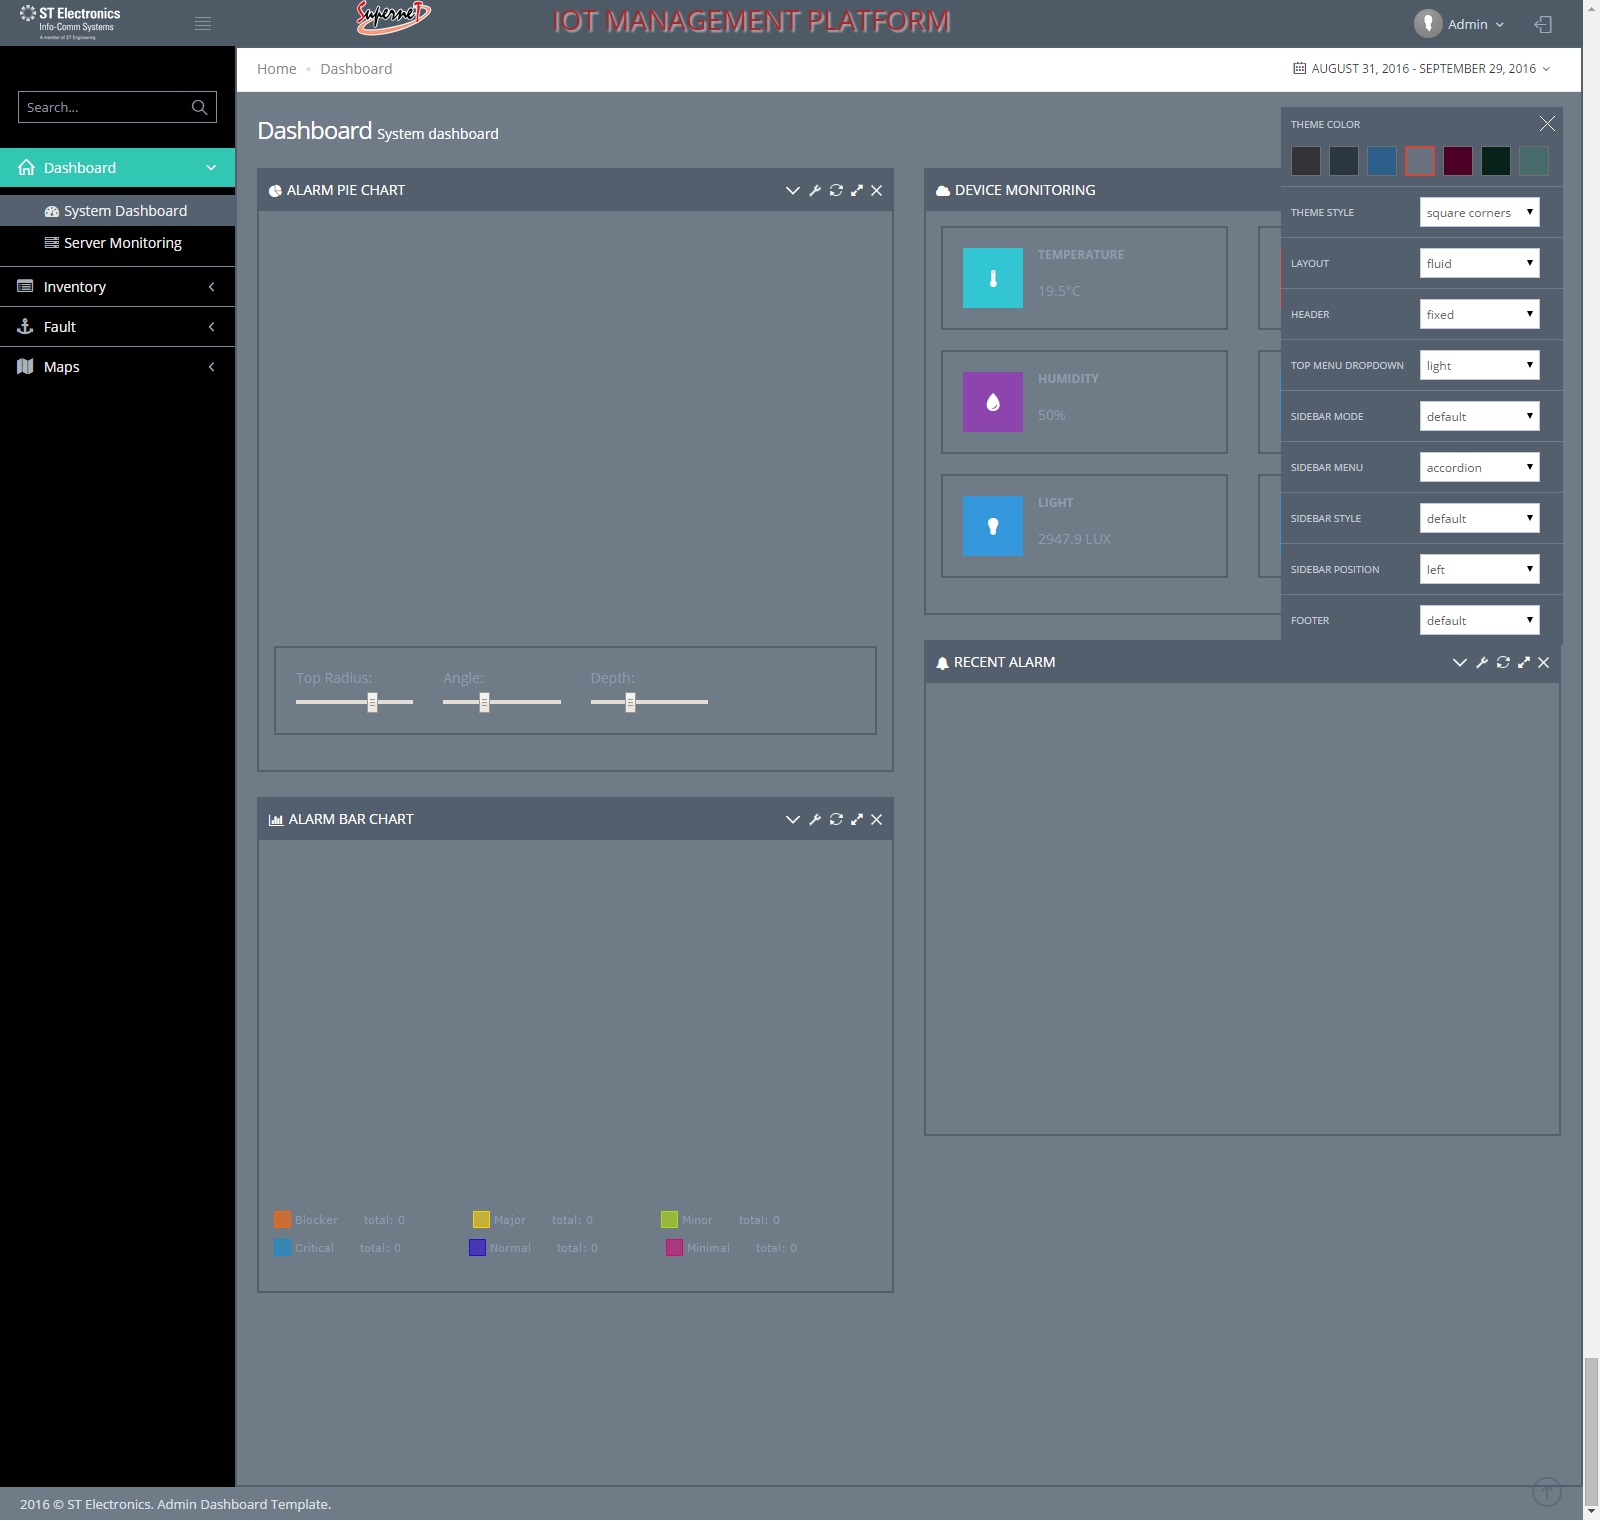 ST Electronics
Info-Comm Systems
A member of ST Engineering
SuperneT
IOT MANAGEMENT PLATFORM
Admin
Home
Dashboard
AUGUST 31, 2016 - SEPTEMBER 29, 2016
Search...
Dashboard
System Dashboard
Server Monitoring
Inventory
Fault
Maps
Dashboard System dashboard
ALARM PIE CHART
Top Radius:
Angle:
Depth:
ALARM BAR CHART
Blocker total: 0
Major total: 0
Minor total: 0
Critical total: 0
Normal total: 0
Minimal total: 0
DEVICE MONITORING
TEMPERATURE
19.5°C
HUMIDITY
50%
LIGHT
2947.9 LUX
THEME COLOR
THEME STYLE square corners
LAYOUT fluid
HEADER fixed
TOP MENU DROPDOWN light
SIDEBAR MODE default
SIDEBAR MENU accordion
SIDEBAR STYLE default
SIDEBAR POSITION left
FOOTER default
RECENT ALARM
2016 © ST Electronics. Admin Dashboard Template.